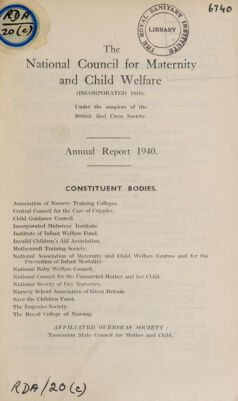 RDA
20(c)
THE ROYAL SANITARY INSTITUTE
LIBRARY
6740
The
National Council for Maternity
and Child Welfare
(INCORPORATED 1919).
Under the auspices of the
British Red Cross Society.
Annual Report 1940.
CONSTITUENT BODIES.
Association of Nursery Training Colleges.
Central Council for the Care of Cripples.
Child Guidance Council.
Incorporated Midwives' Institute.
Institute of Infant Welfare Fund.
Invalid Children's Aid Association.
Mothercraft Training Society.
National Association of Maternity and Child Welfare Centres and for the
Prevention of Infant Mortality.
National Baby Welfare Council.
National Council for the Unmarried Mother and her Child.
National Society of Day Nurseries.
Nursery School Association of Great Britain.
Save the Children Fund.
The Eugenics Society.
The Royal College of Nursing.
AFFILIATED OVERSEAS SOCIETY :
Tasmanian State Council for Mother and Child.
RDA/20(c)